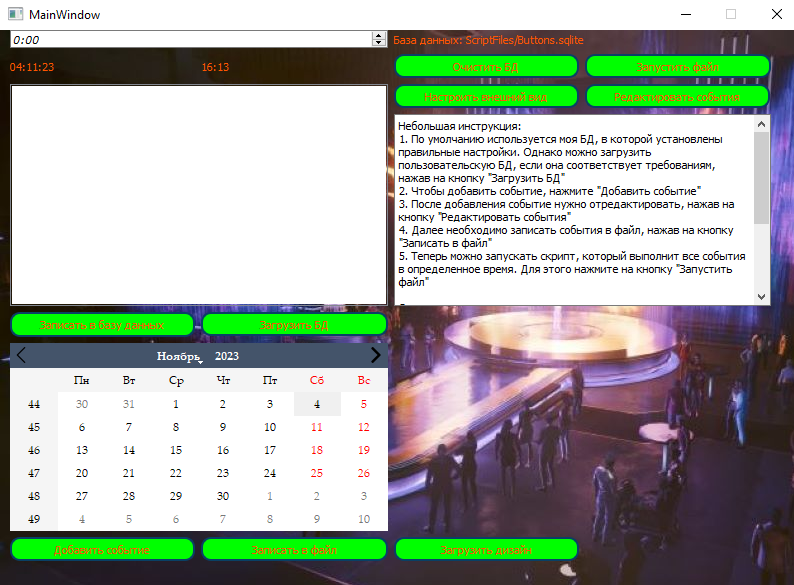 MainWindow
0:00
База данных: ScriptFiles/Buttons.sqlite
04:11:23
16:13
Очистить БД
Запустить файл
Настроить внешний вид
Редактировать события
Небольшая инструкция:
1. По умолчанию используется моя БД, в которой установлены
правильные настройки. Однако можно загрузить
пользовательскую БД, если она соответствует требованиям,
нажав на кнопку "Загрузить БД"
2. Чтобы добавить событие, нажмите "Добавить событие"
3. После добавления событие нужно отредактировать, нажав на
кнопку "Редактировать события"
4. Далее необходимо записать события в файл, нажав на кнопку
"Записать в файл"
5. Теперь можно запускать скрипт, который выполнит все события
в определенное время. Для этого нажмите на кнопку "Запустить
файл"
Записать в базу данных
Загрузить БД
Ноябрь 2023
Пн Вт Ср Чт Пт Сб Вс
44 30 31 1 2 3 4 5
45 6 7 8 9 10 11 12
46 13 14 15 16 17 18 19
47 20 21 22 23 24 25 26
48 27 28 29 30 1 2 3
49 4 5 6 7 8 9 10
Добавить событие
Записать в файл
Загрузить дизайн